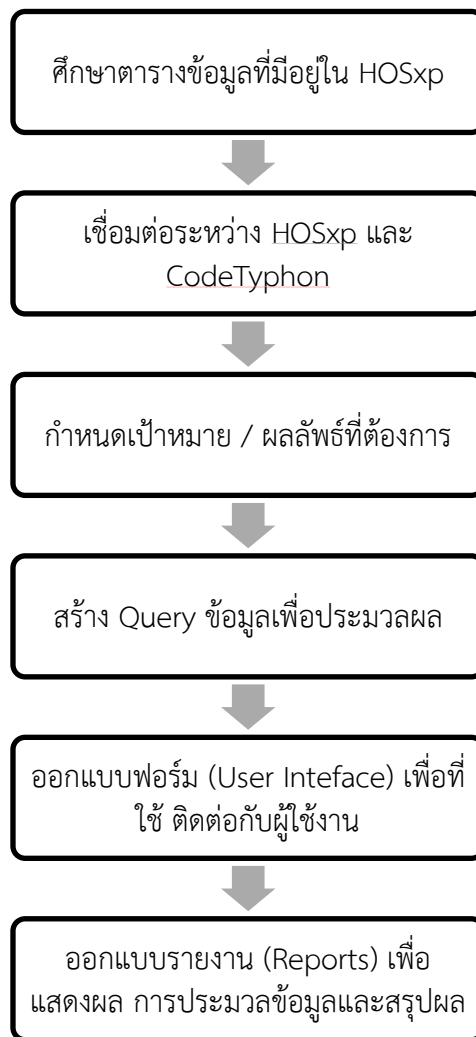 ศึกษาตารางข้อมูลที่มีอยู่ใน HOSxp
เชื่อมต่อระหว่าง HOSxp และ
CodeTyphon
กำหนดเป้าหมาย / ผลลัพธ์ที่ต้องการ
สร้าง Query ข้อมูลเพื่อประมวลผล
ออกแบบฟอร์ม (User Inteface) เพื่อที่
ใช้ ติดต่อกับผู้ใช้งาน
ออกแบบรายงาน (Reports) เพื่อ
แสดงผล การประมวลข้อมูลและสรุปผล